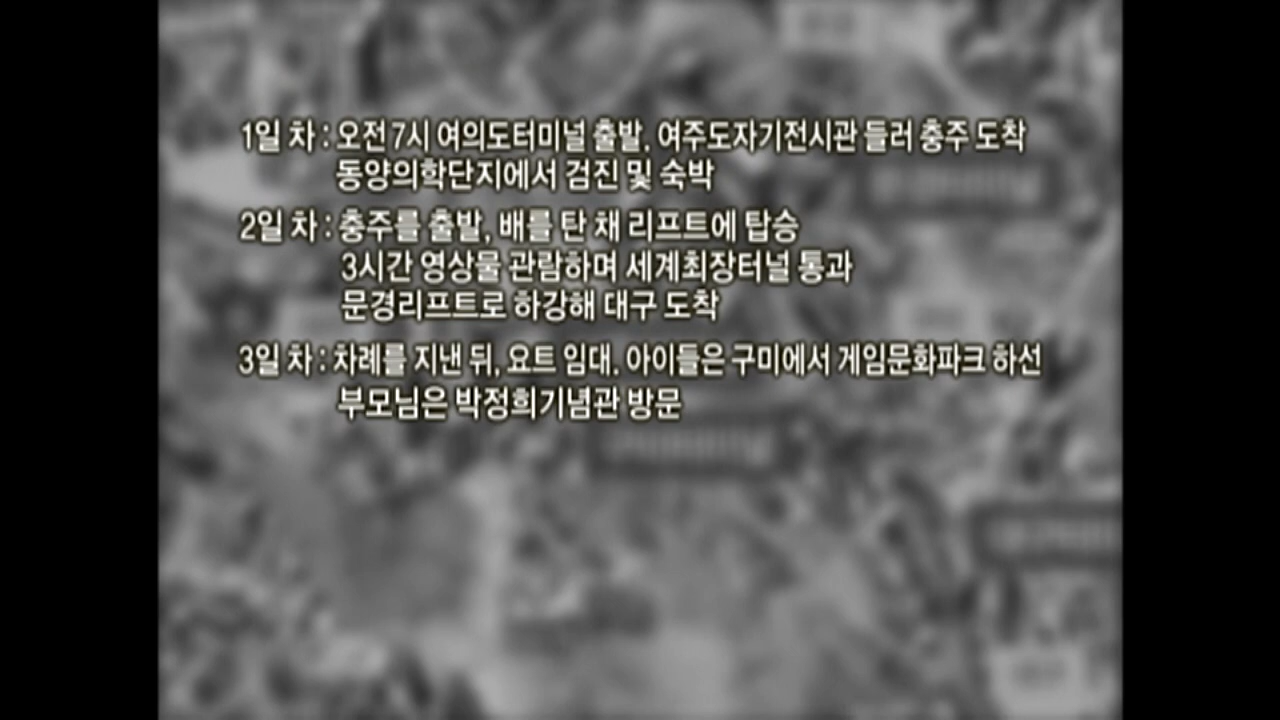 1일 차 : 오전 7시 여의도터미널 출발, 여주도자기전시관 들러 충주 도착
동양의학단지에서 검진 및 숙박
2일 차 : 충주를 출발, 배를 탄 채 리프트에 탑승
3시간 영상물 관람하며 세계최장터널 통과
문경리프트로 하강해 대구 도착
3일 차 : 차례를 지낸 뒤, 요트 임대, 아이들은 구미에서 게임문화파크 하선
부모님은 박정희기념관 방문